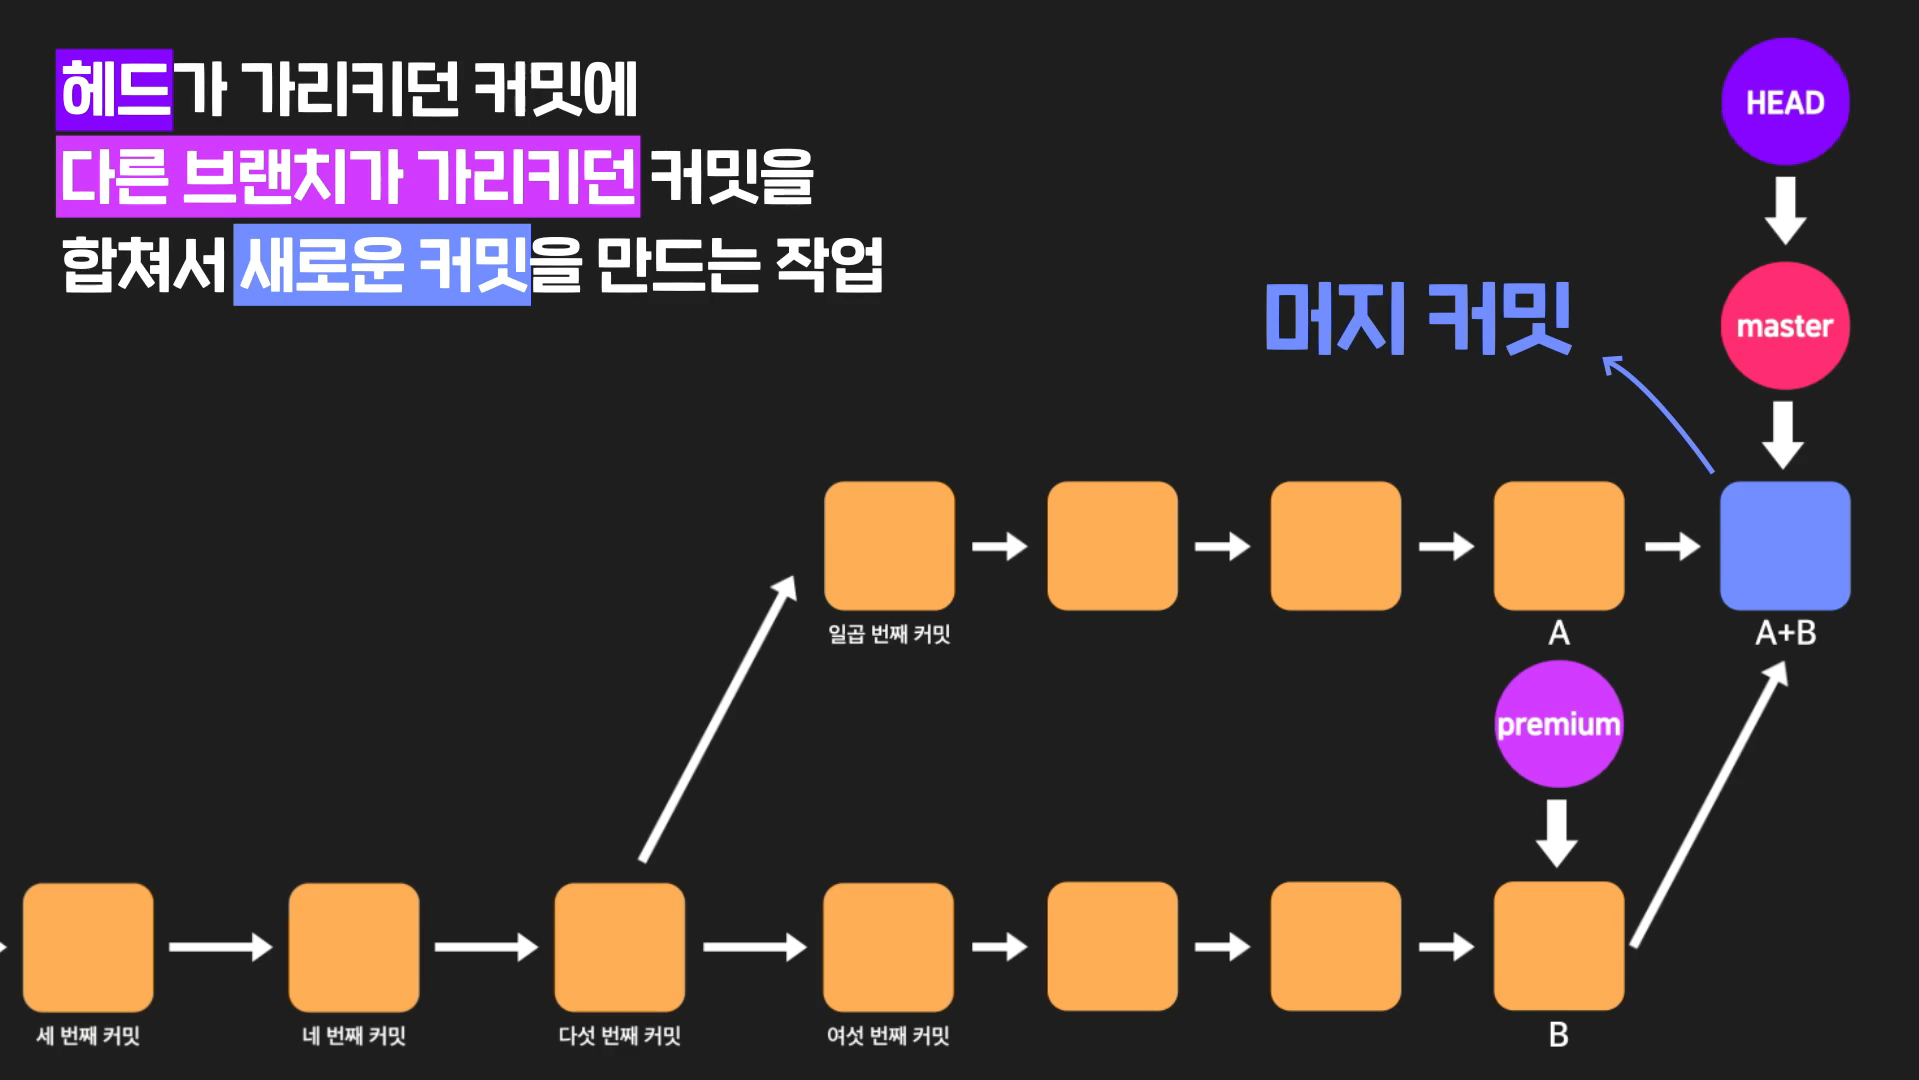 헤드가 가리키던 커밋에
다른 브랜치가 가리키던 커밋을
합쳐서 새로운 커밋을 만드는 작업
HEAD
머지 커밋
master
일곱 번째 커밋
A
A+B
premium
세 번째 커밋
네 번째 커밋
다섯 번째 커밋
여섯 번째 커밋
B